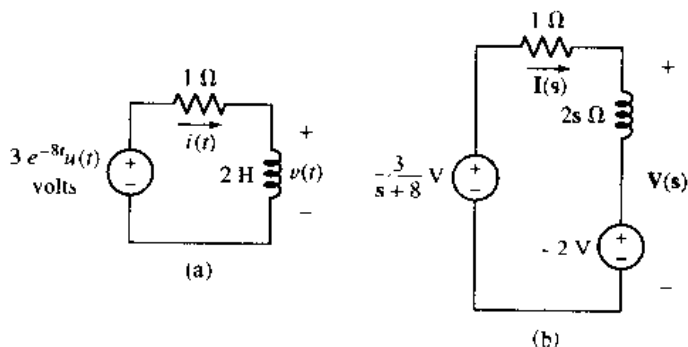 1 Ω
i(t)
3 e^{-8t}u(t)
volts
+
−
2 H
+
v(t)
−
(a)
1 Ω
I(s)
2s Ω
+
3
s + 8
V
+
−
V(s)
- 2 V
+
−
−
(b)